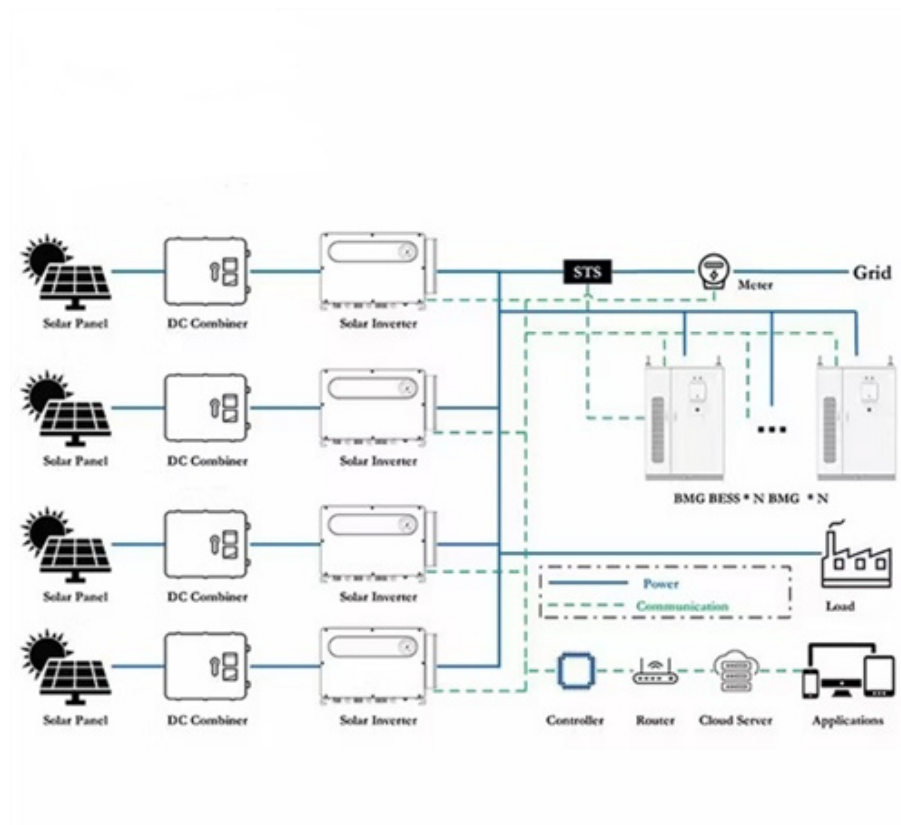 STS
Grid
Meter
Solar Panel
DC Combiner
Solar Inverter
Solar Panel
DC Combiner
Solar Inverter
BMG BESS * N BMG * N
Solar Panel
DC Combiner
Solar Inverter
Power
Communication
Load
Solar Panel
DC Combiner
Solar Inverter
Controller
Router
Cloud Server
Applications